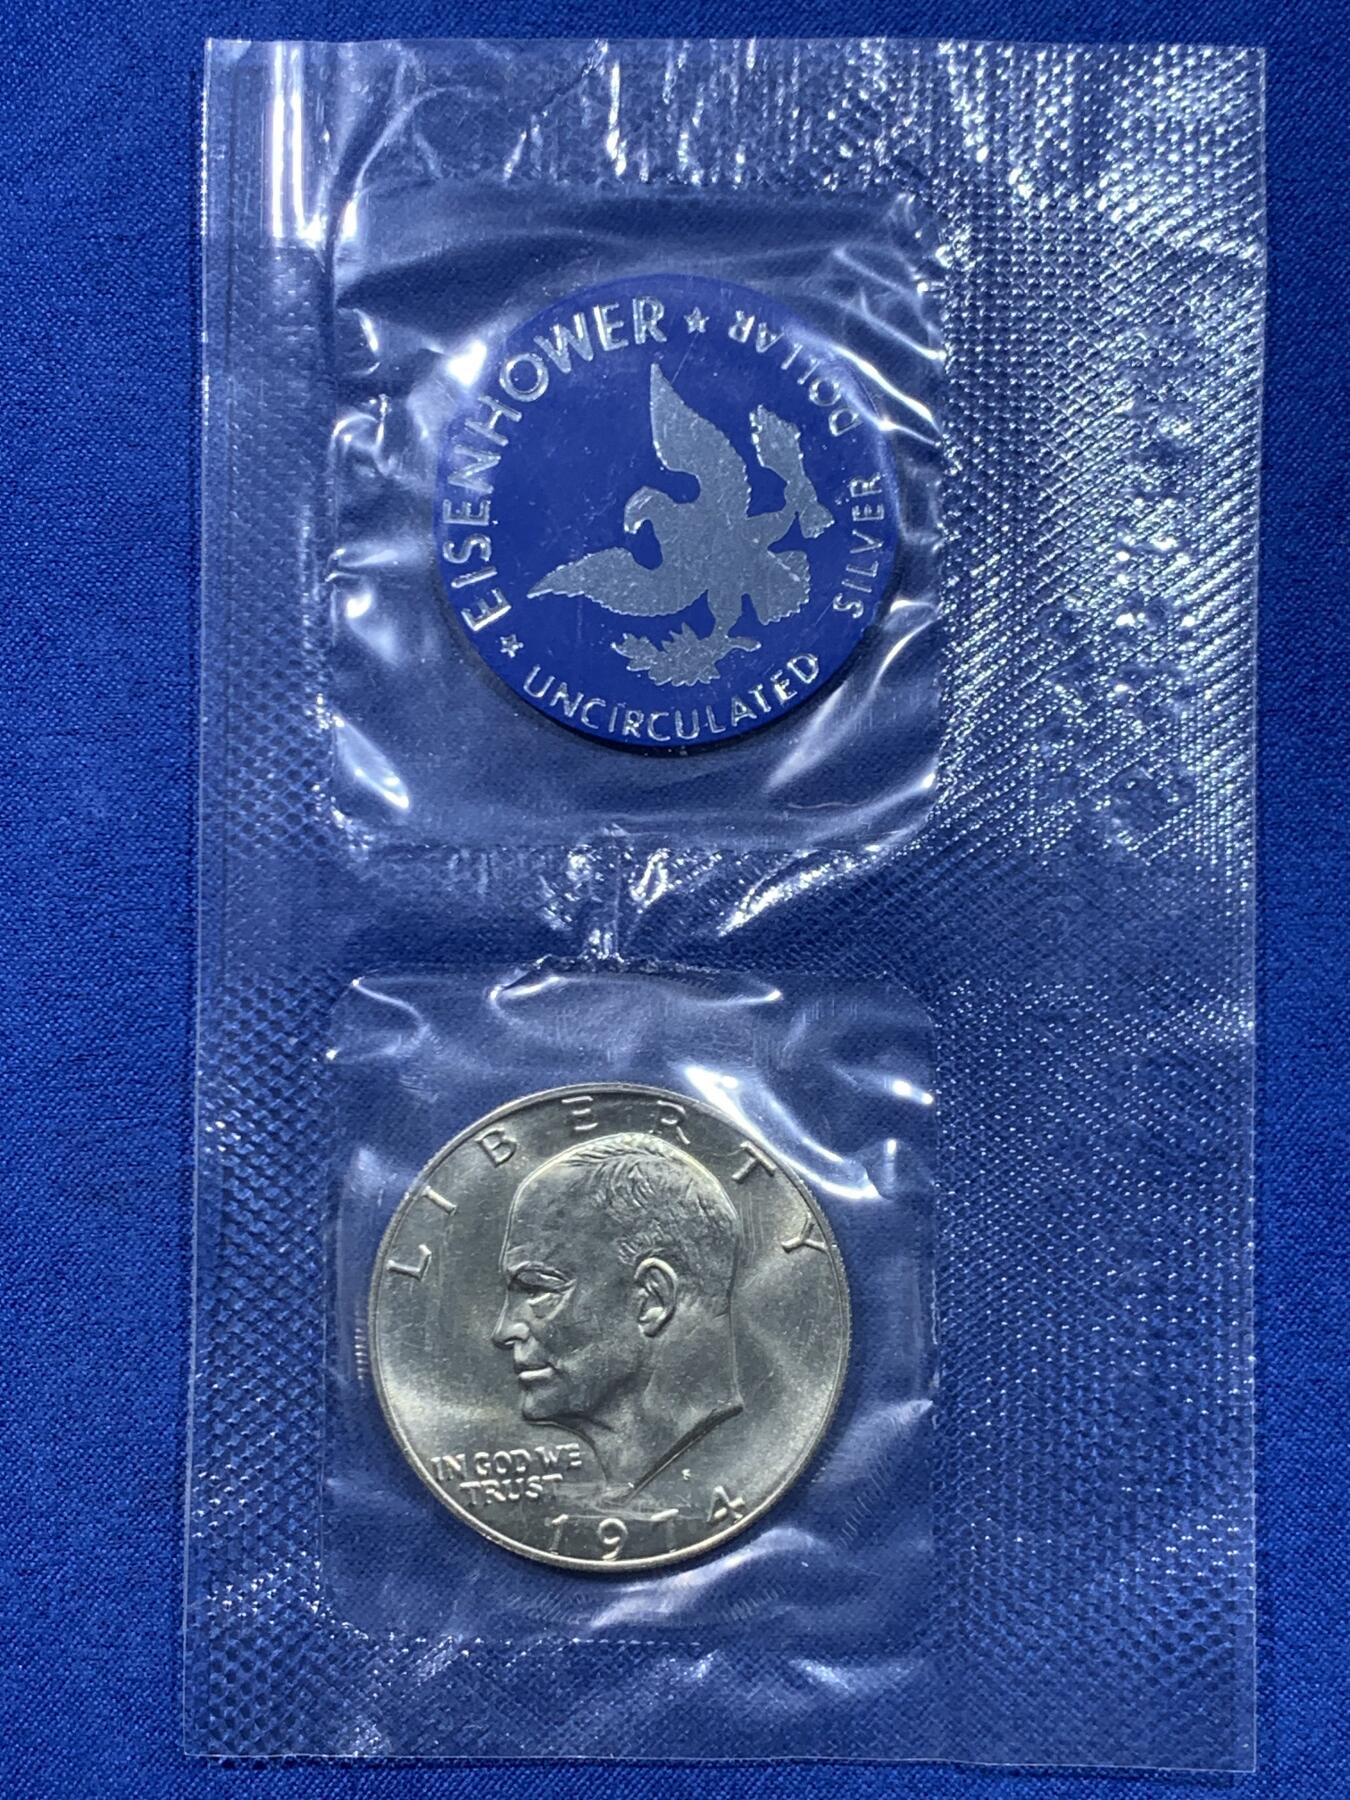 EISENHOWER ★ SILVER DOLLAR
★ UNCIRCULATED
LIBERTY
IN GOD WE
TRUST
S
1974